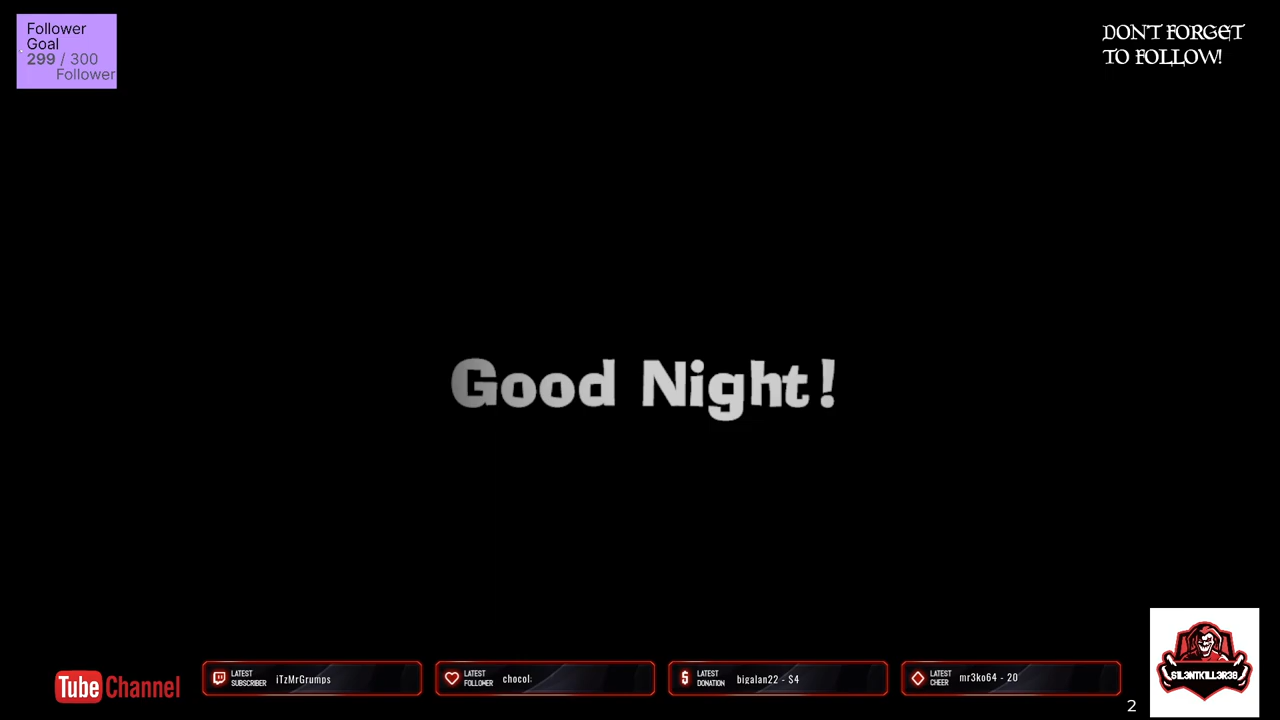 Follower
Goal
299 / 300
Follower
DON'T FORGET
TO FOLLOW!
Good Night!
Tube Channel
LATEST
SUBSCRIBER
iTzMrGrumps
LATEST
FOLLOWER
chocol
LATEST
DONATION
bigalan22 - $4
LATEST
CHEER
mr3ko64 - 20
2